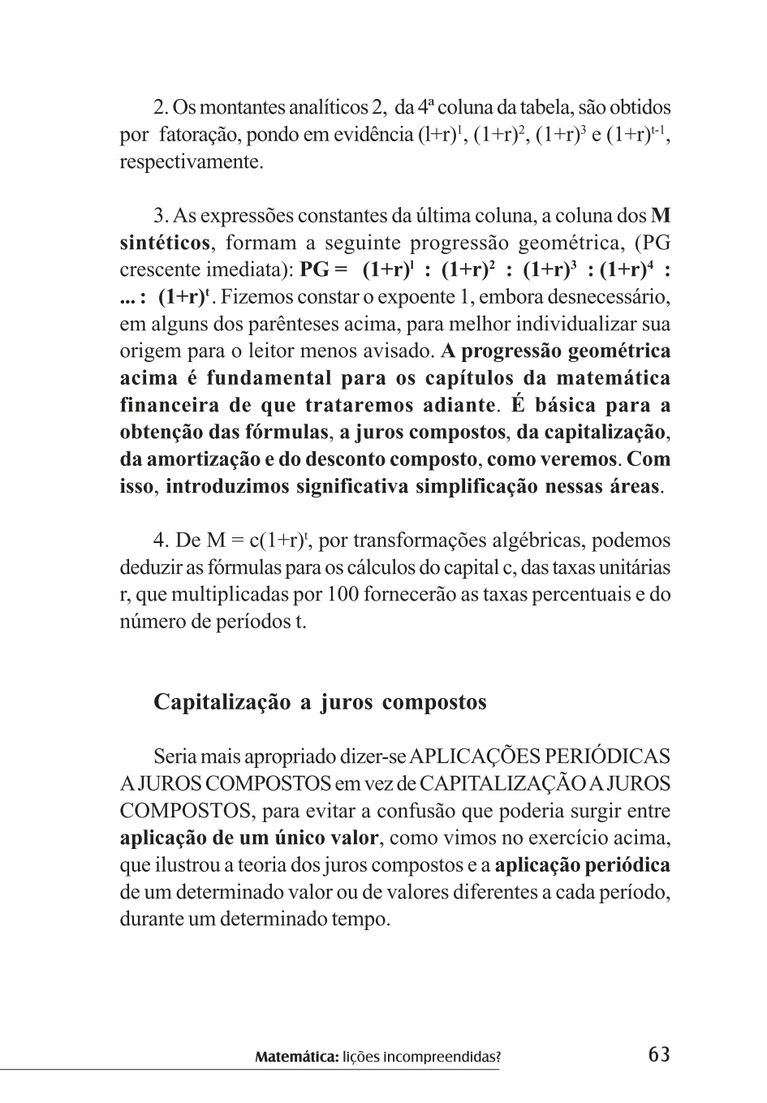 2. Os montantes analíticos 2, da 4ª coluna da tabela, são obtidos
por fatoração, pondo em evidência (l+r)¹, (1+r)², (1+r)³ e (1+r)ᵗ⁻¹,
respectivamente.
3. As expressões constantes da última coluna, a coluna dos M
sintéticos, formam a seguinte progressão geométrica, (PG
crescente imediata): PG = (1+r)¹ : (1+r)² : (1+r)³ : (1+r)⁴ :
... : (1+r)ᵗ. Fizemos constar o expoente 1, embora desnecessário,
em alguns dos parênteses acima, para melhor individualizar sua
origem para o leitor menos avisado. A progressão geométrica
acima é fundamental para os capítulos da matemática
financeira de que trataremos adiante. É básica para a
obtenção das fórmulas, a juros compostos, da capitalização,
da amortização e do desconto composto, como veremos. Com
isso, introduzimos significativa simplificação nessas áreas.
4. De M = c(1+r)ᵗ, por transformações algébricas, podemos
deduzir as fórmulas para os cálculos do capital c, das taxas unitárias
r, que multiplicadas por 100 fornecerão as taxas percentuais e do
número de períodos t.
Capitalização a juros compostos
Seria mais apropriado dizer-se APLICAÇÕES PERIÓDICAS
A JUROS COMPOSTOS em vez de CAPITALIZAÇÃO A JUROS
COMPOSTOS, para evitar a confusão que poderia surgir entre
aplicação de um único valor, como vimos no exercício acima,
que ilustrou a teoria dos juros compostos e a aplicação periódica
de um determinado valor ou de valores diferentes a cada período,
durante um determinado tempo.
Matemática: lições incompreendidas? 63